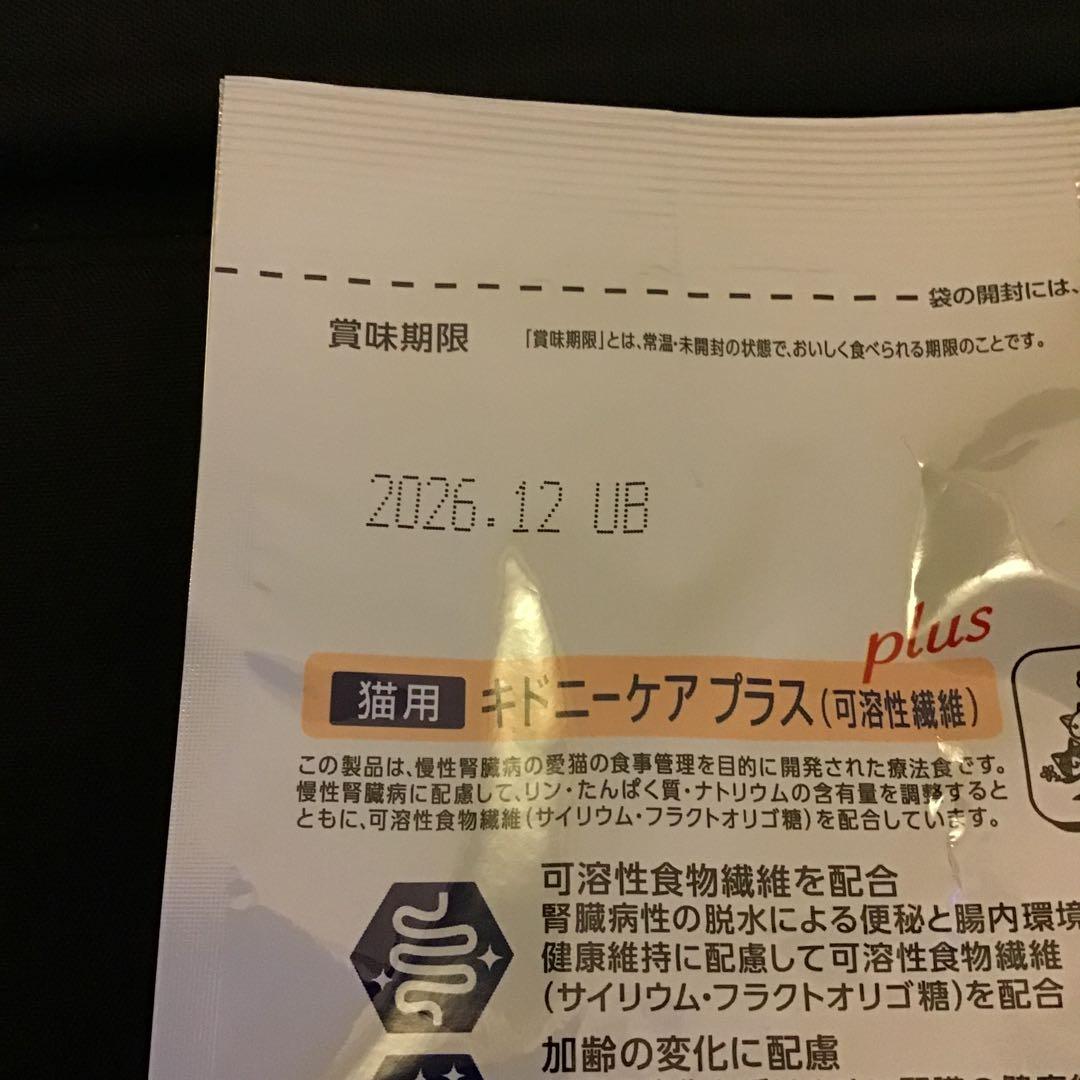 袋の開封には、
賞味期限
「賞味期限」とは、常温・未開封の状態で、おいしく食べられる期限のことです。
2026.12 UB
plus
猫用 キドニーケア プラス(可溶性繊維)
この製品は、慢性腎臓病の愛猫の食事管理を目的に開発された療法食です。
慢性腎臓病に配慮して、リン・たんぱく質・ナトリウムの含有量を調整すると
ともに、可溶性食物繊維(サイリウム・フラクトオリゴ糖)を配合しています。
可溶性食物繊維を配合
腎臓病性の脱水による便秘と腸内環境
健康維持に配慮して可溶性食物繊維
(サイリウム・フラクトオリゴ糖)を配合
加齢の変化に配慮